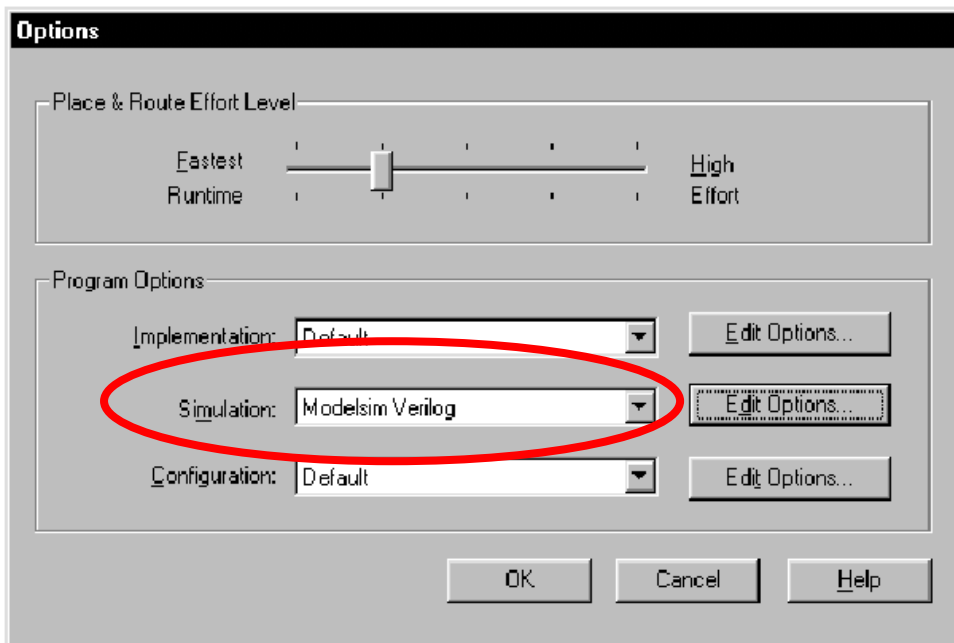 Options
Place & Route Effort Level
Fastest
Runtime
High
Effort
Program Options
Implementation: Default Edit Options...
Simulation: Modelsim Verilog Edit Options...
Configuration: Default Edit Options...
OK Cancel Help